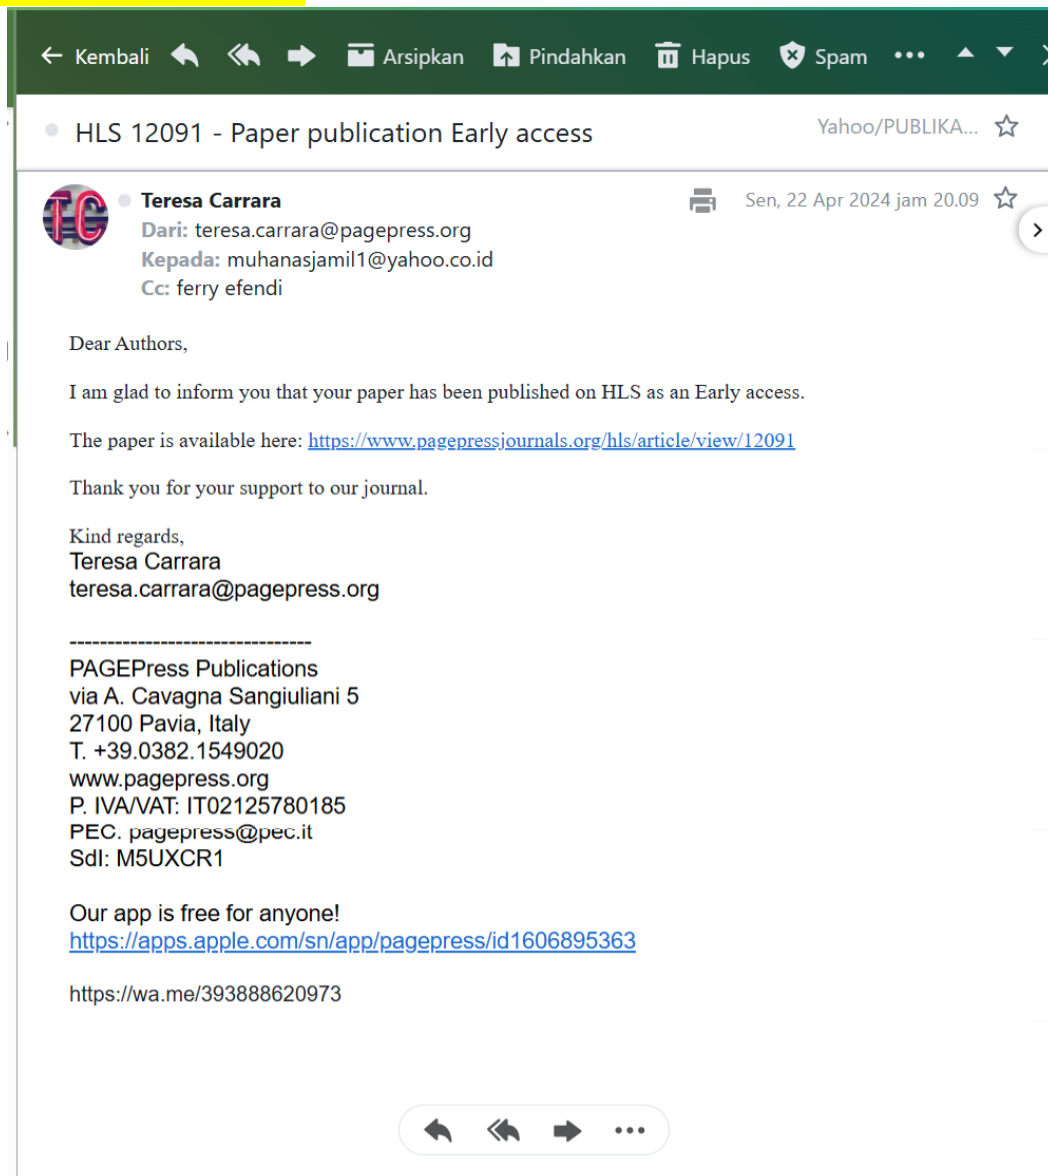 Kembali Arsipkan Pindahkan Hapus Spam
HLS 12091 - Paper publication Early access Yahoo/PUBLIKA...
TC
Teresa Carrara Sen, 22 Apr 2024 jam 20.09
Dari: teresa.carrara@pagepress.org
Kepada: muhanasjamil1@yahoo.co.id
Cc: ferry efendi
Dear Authors,
I am glad to inform you that your paper has been published on HLS as an Early access.
The paper is available here: https://www.pagepressjournals.org/hls/article/view/12091
Thank you for your support to our journal.
Kind regards,
Teresa Carrara
teresa.carrara@pagepress.org
--------------------------------
PAGEPress Publications
via A. Cavagna Sangiuliani 5
27100 Pavia, Italy
T. +39.0382.1549020
www.pagepress.org
P. IVA/VAT: IT02125780185
PEC. pagepress@pec.it
SdI: M5UXCR1
Our app is free for anyone!
https://apps.apple.com/sn/app/pagepress/id1606895363
https://wa.me/393888620973